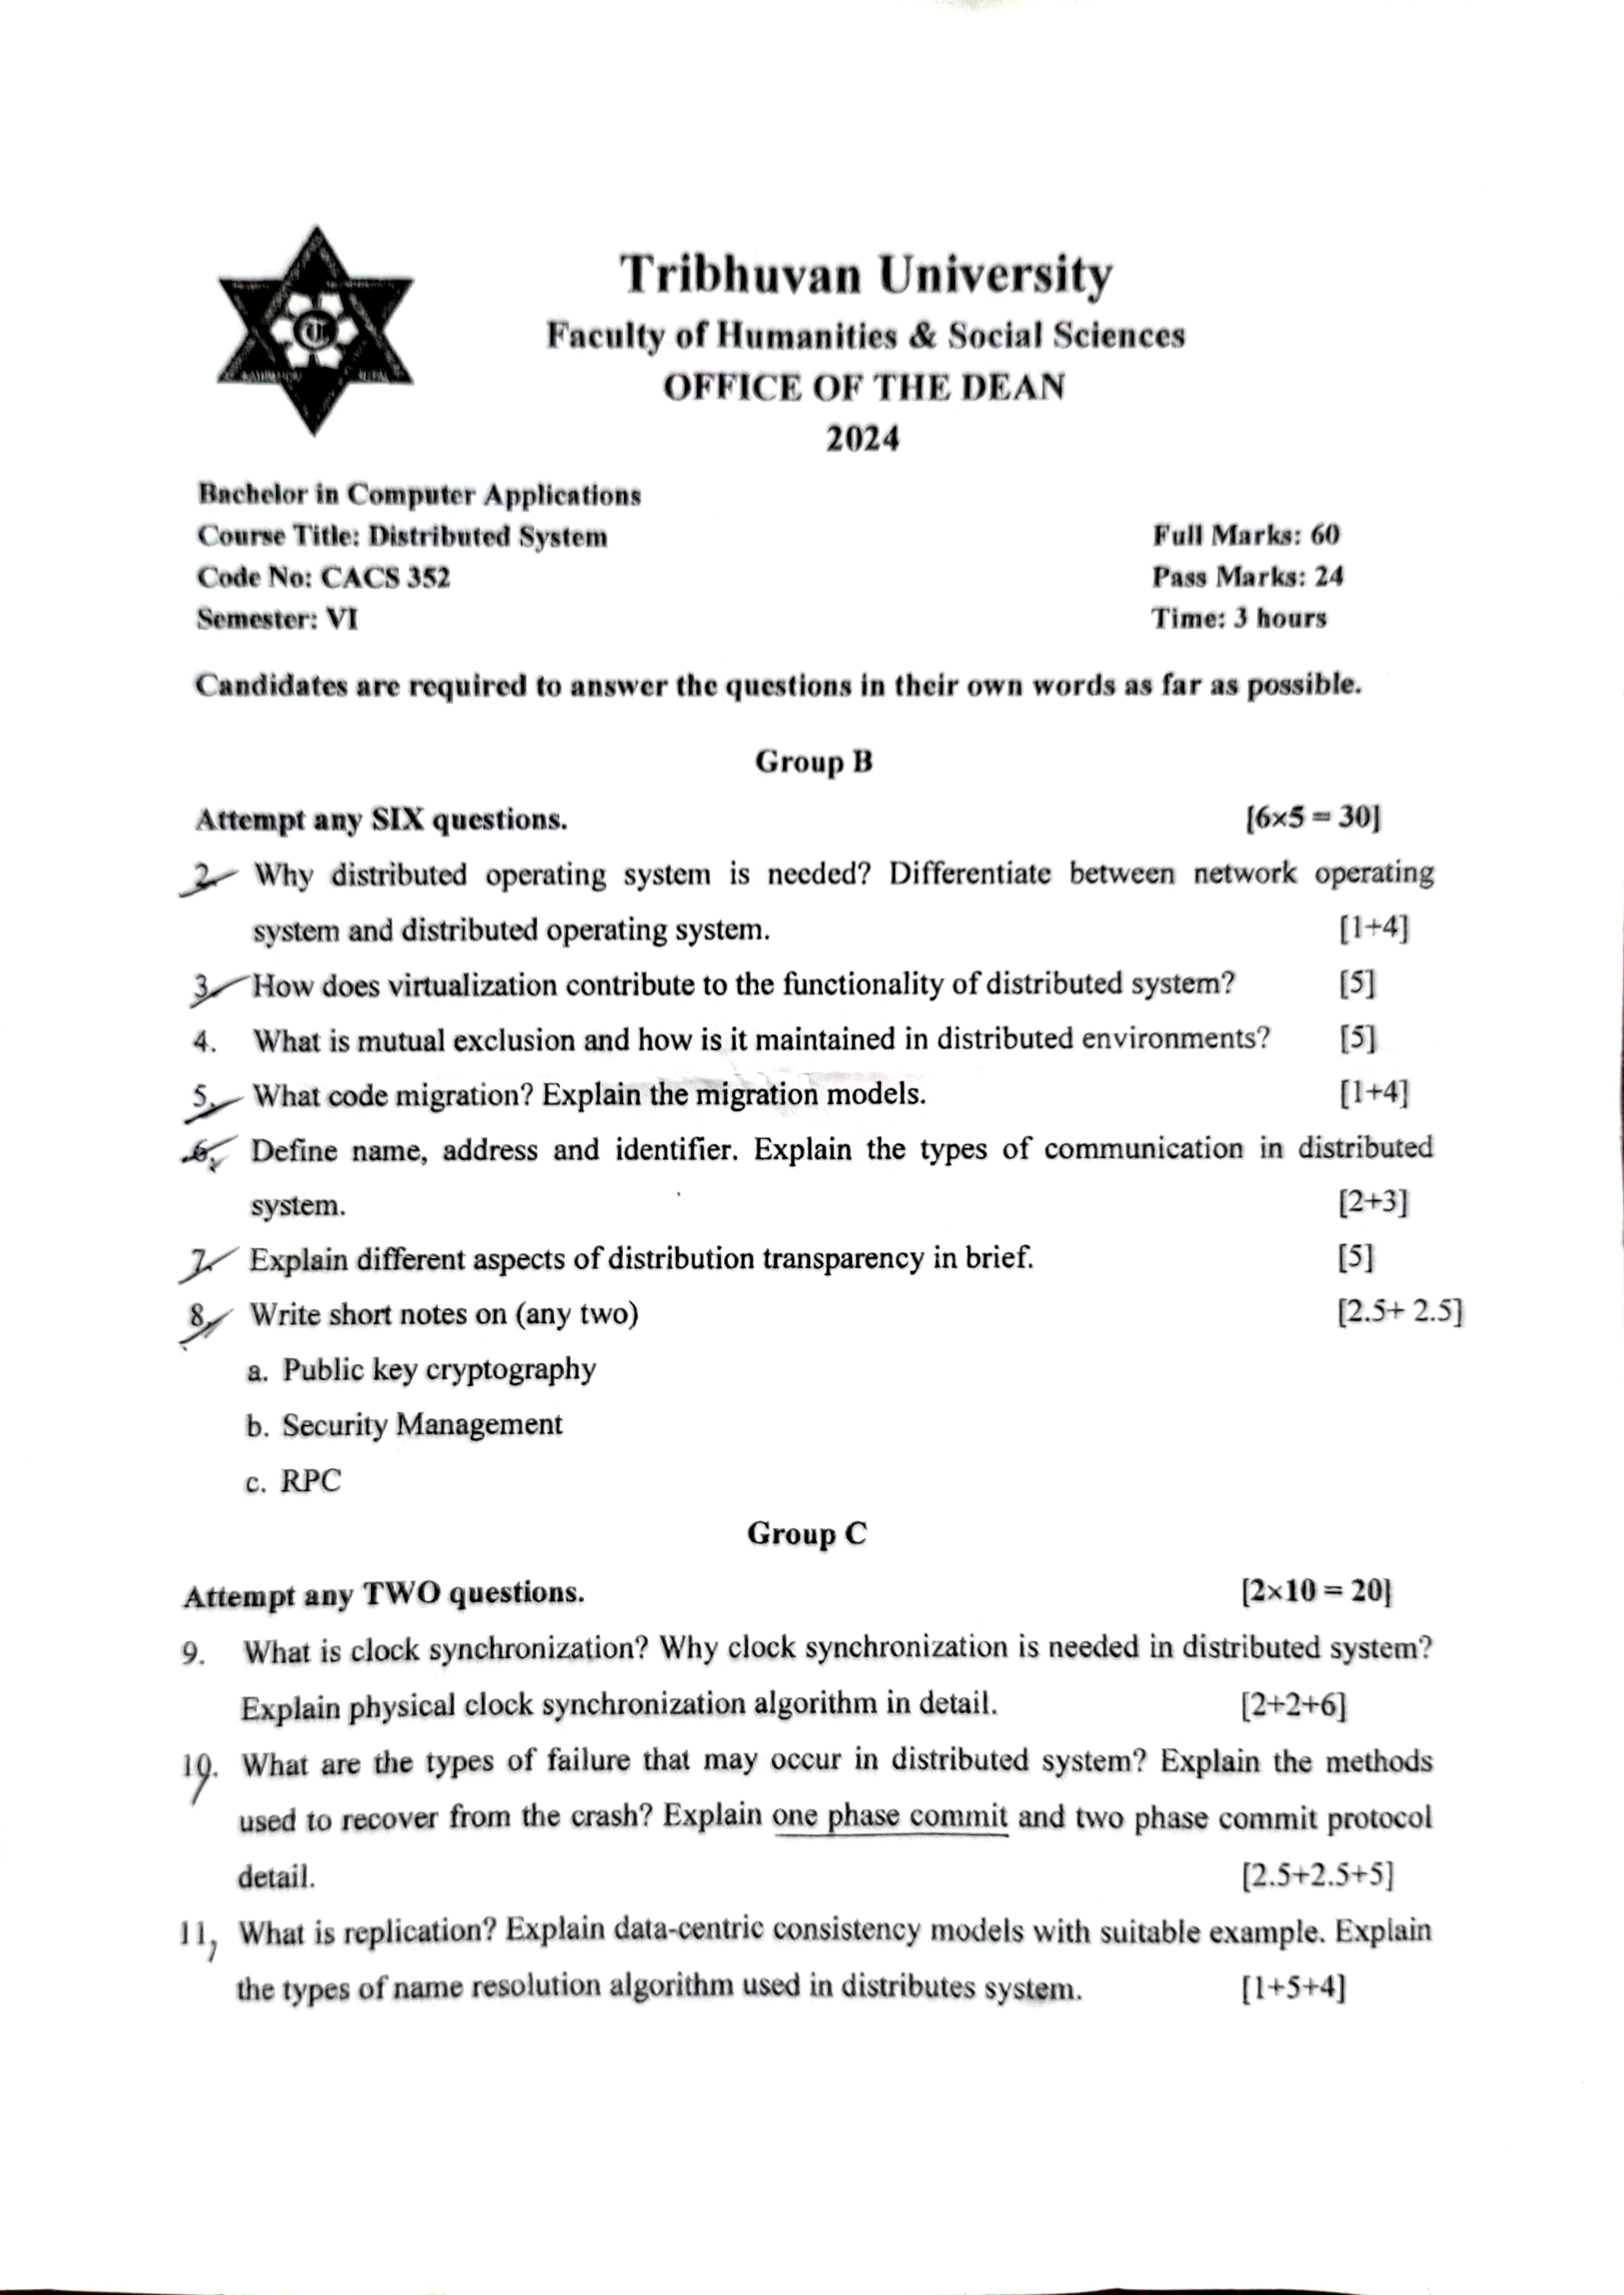 Tribhuvan University
Faculty of Humanities & Social Sciences
OFFICE OF THE DEAN
2024
Bachelor in Computer Applications
Course Title: Distributed System
Full Marks: 60
Code No: CACS 352
Pass Marks: 24
Semester: VI
Time: 3 hours
Candidates are required to answer the questions in their own words as far as possible.
Group B
Attempt any SIX questions. [6×5 = 30]
2. Why distributed operating system is needed? Differentiate between network operating
system and distributed operating system. [1+4]
3. How does virtualization contribute to the functionality of distributed system? [5]
4. What is mutual exclusion and how is it maintained in distributed environments? [5]
5. What code migration? Explain the migration models. [1+4]
6. Define name, address and identifier. Explain the types of communication in distributed
system. [2+3]
7. Explain different aspects of distribution transparency in brief. [5]
8. Write short notes on (any two) [2.5+ 2.5]
a. Public key cryptography
b. Security Management
c. RPC
Group C
Attempt any TWO questions. [2×10 = 20]
9. What is clock synchronization? Why clock synchronization is needed in distributed system?
Explain physical clock synchronization algorithm in detail. [2+2+6]
10. What are the types of failure that may occur in distributed system? Explain the methods
used to recover from the crash? Explain one phase commit and two phase commit protocol
detail. [2.5+2.5+5]
11, What is replication? Explain data-centric consistency models with suitable example. Explain
the types of name resolution algorithm used in distributes system. [1+5+4]